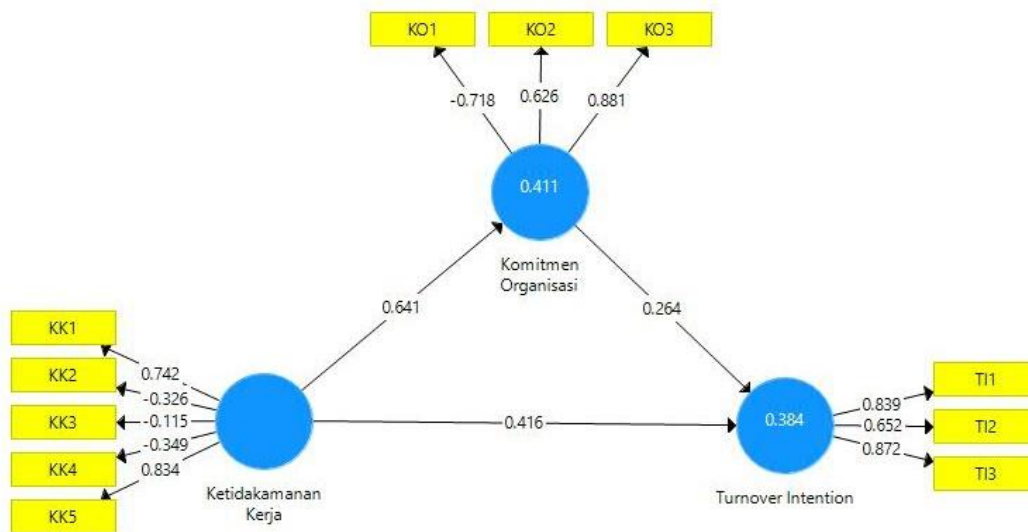 KO1
KO2
KO3
-0.718
0.626
0.881
0.411
Komitmen
Organisasi
0.641
0.264
KK1
KK2
KK3
KK4
KK5
0.742
-0.326
-0.115
-0.349
0.834
Ketidakamanan
Kerja
0.416
0.384
Turnover Intention
0.839
0.652
0.872
TI1
TI2
TI3